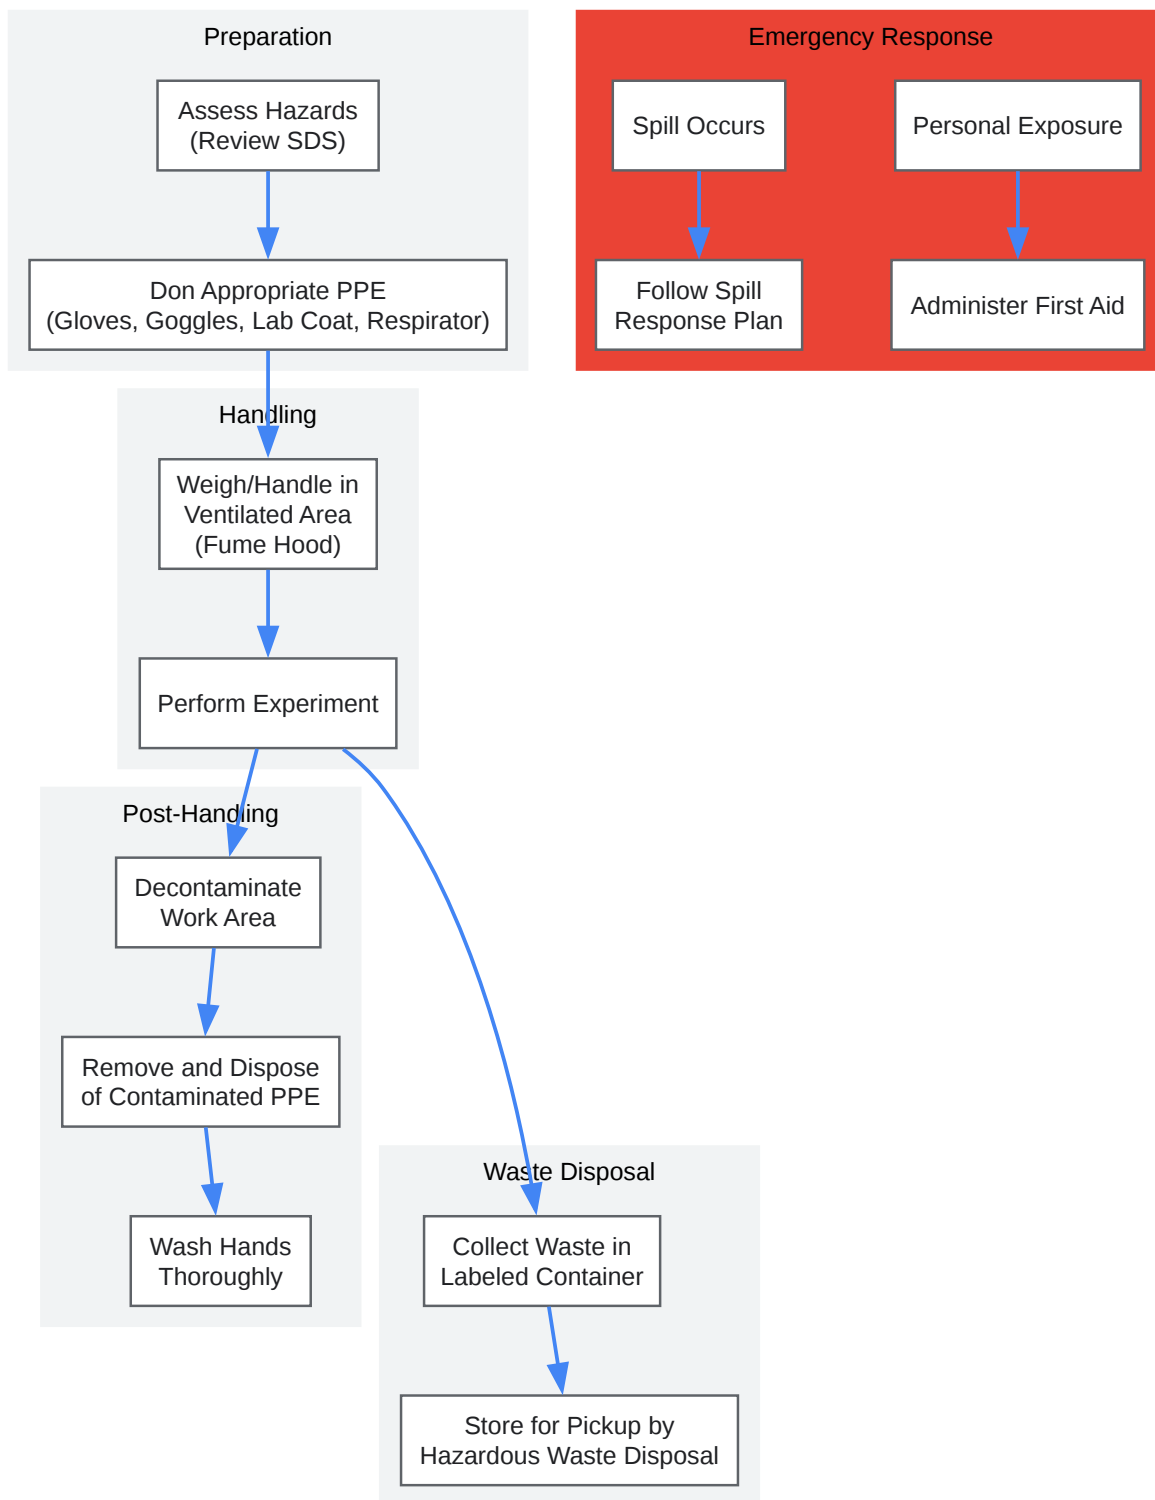 Preparation
Assess Hazards
(Review SDS)
Don Appropriate PPE
(Gloves, Goggles, Lab Coat, Respirator)
Emergency Response
Spill Occurs
Personal Exposure
Follow Spill
Response Plan
Administer First Aid
Handling
Weigh/Handle in
Ventilated Area
(Fume Hood)
Perform Experiment
Post-Handling
Decontaminate
Work Area
Remove and Dispose
of Contaminated PPE
Wash Hands
Thoroughly
Waste Disposal
Collect Waste in
Labeled Container
Store for Pickup by
Hazardous Waste Disposal